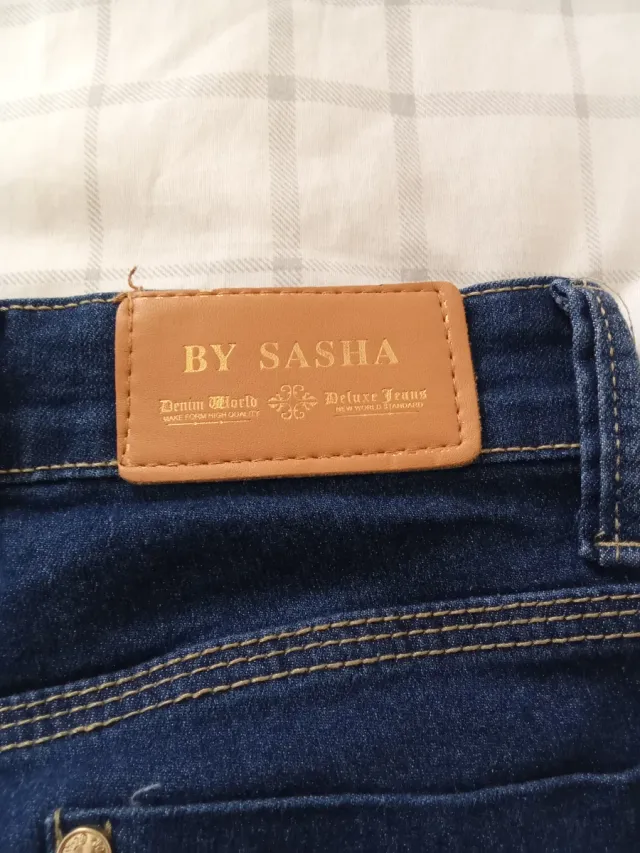 BY SASHA
Denim World Deluxe Jeans
MAKE FORM HIGH QUALITY NEW WORLD STANDARD